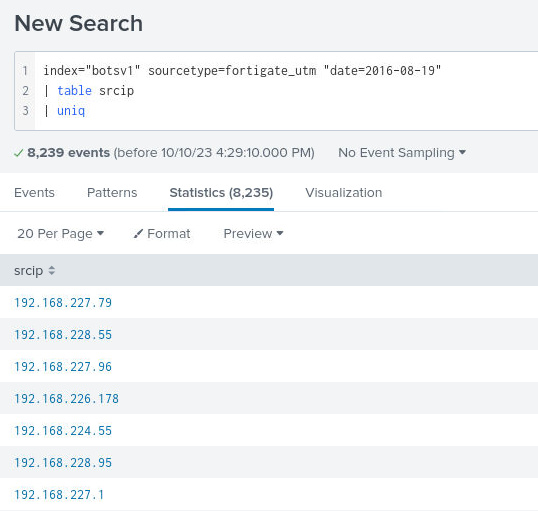 New Search
1 index="botsv1" sourcetype=fortigate_utm "date=2016-08-19"
2 | table srcip
3 | uniq
✓ 8,239 events (before 10/10/23 4:29:10.000 PM) No Event Sampling
Events Patterns Statistics (8,235) Visualization
20 Per Page Format Preview
srcip
192.168.227.79
192.168.228.55
192.168.227.96
192.168.226.178
192.168.224.55
192.168.228.95
192.168.227.1